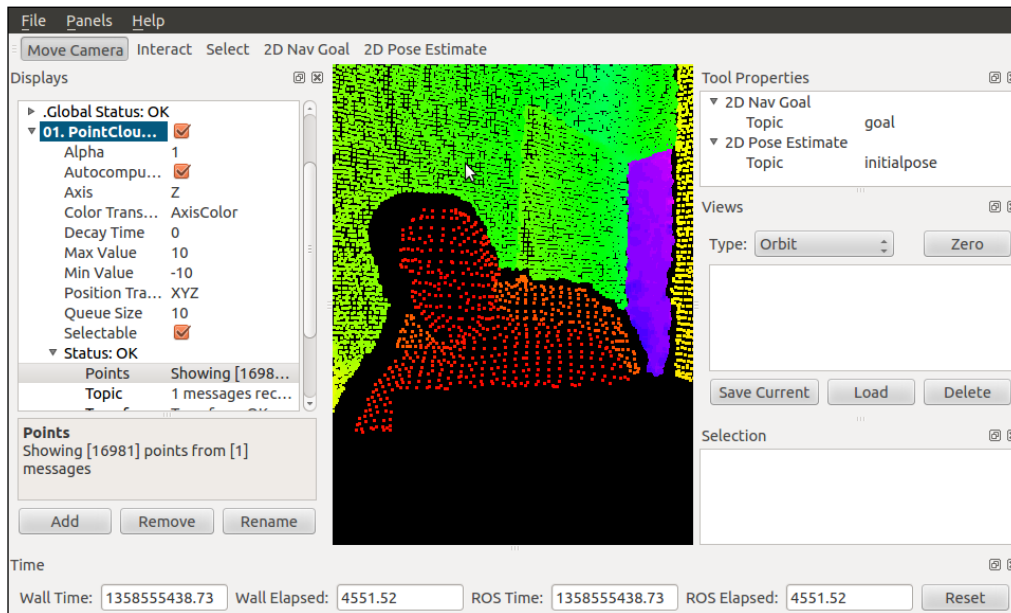 File Panels Help
Move Camera Interact Select 2D Nav Goal 2D Pose Estimate
Displays
.Global Status: OK
01. PointClou...
Alpha 1
Autocompu...
Axis Z
Color Trans... AxisColor
Decay Time 0
Max Value 10
Min Value -10
Position Tra... XYZ
Queue Size 10
Selectable
Status: OK
Points Showing [1698...
Topic 1 messages rec...
Points
Showing [16981] points from [1]
messages
Add Remove Rename
Tool Properties
2D Nav Goal
Topic goal
2D Pose Estimate
Topic initialpose
Views
Type: Orbit Zero
Save Current Load Delete
Selection
Time
Wall Time: 1358555438.73 Wall Elapsed: 4551.52 ROS Time: 1358555438.73 ROS Elapsed: 4551.52 Reset